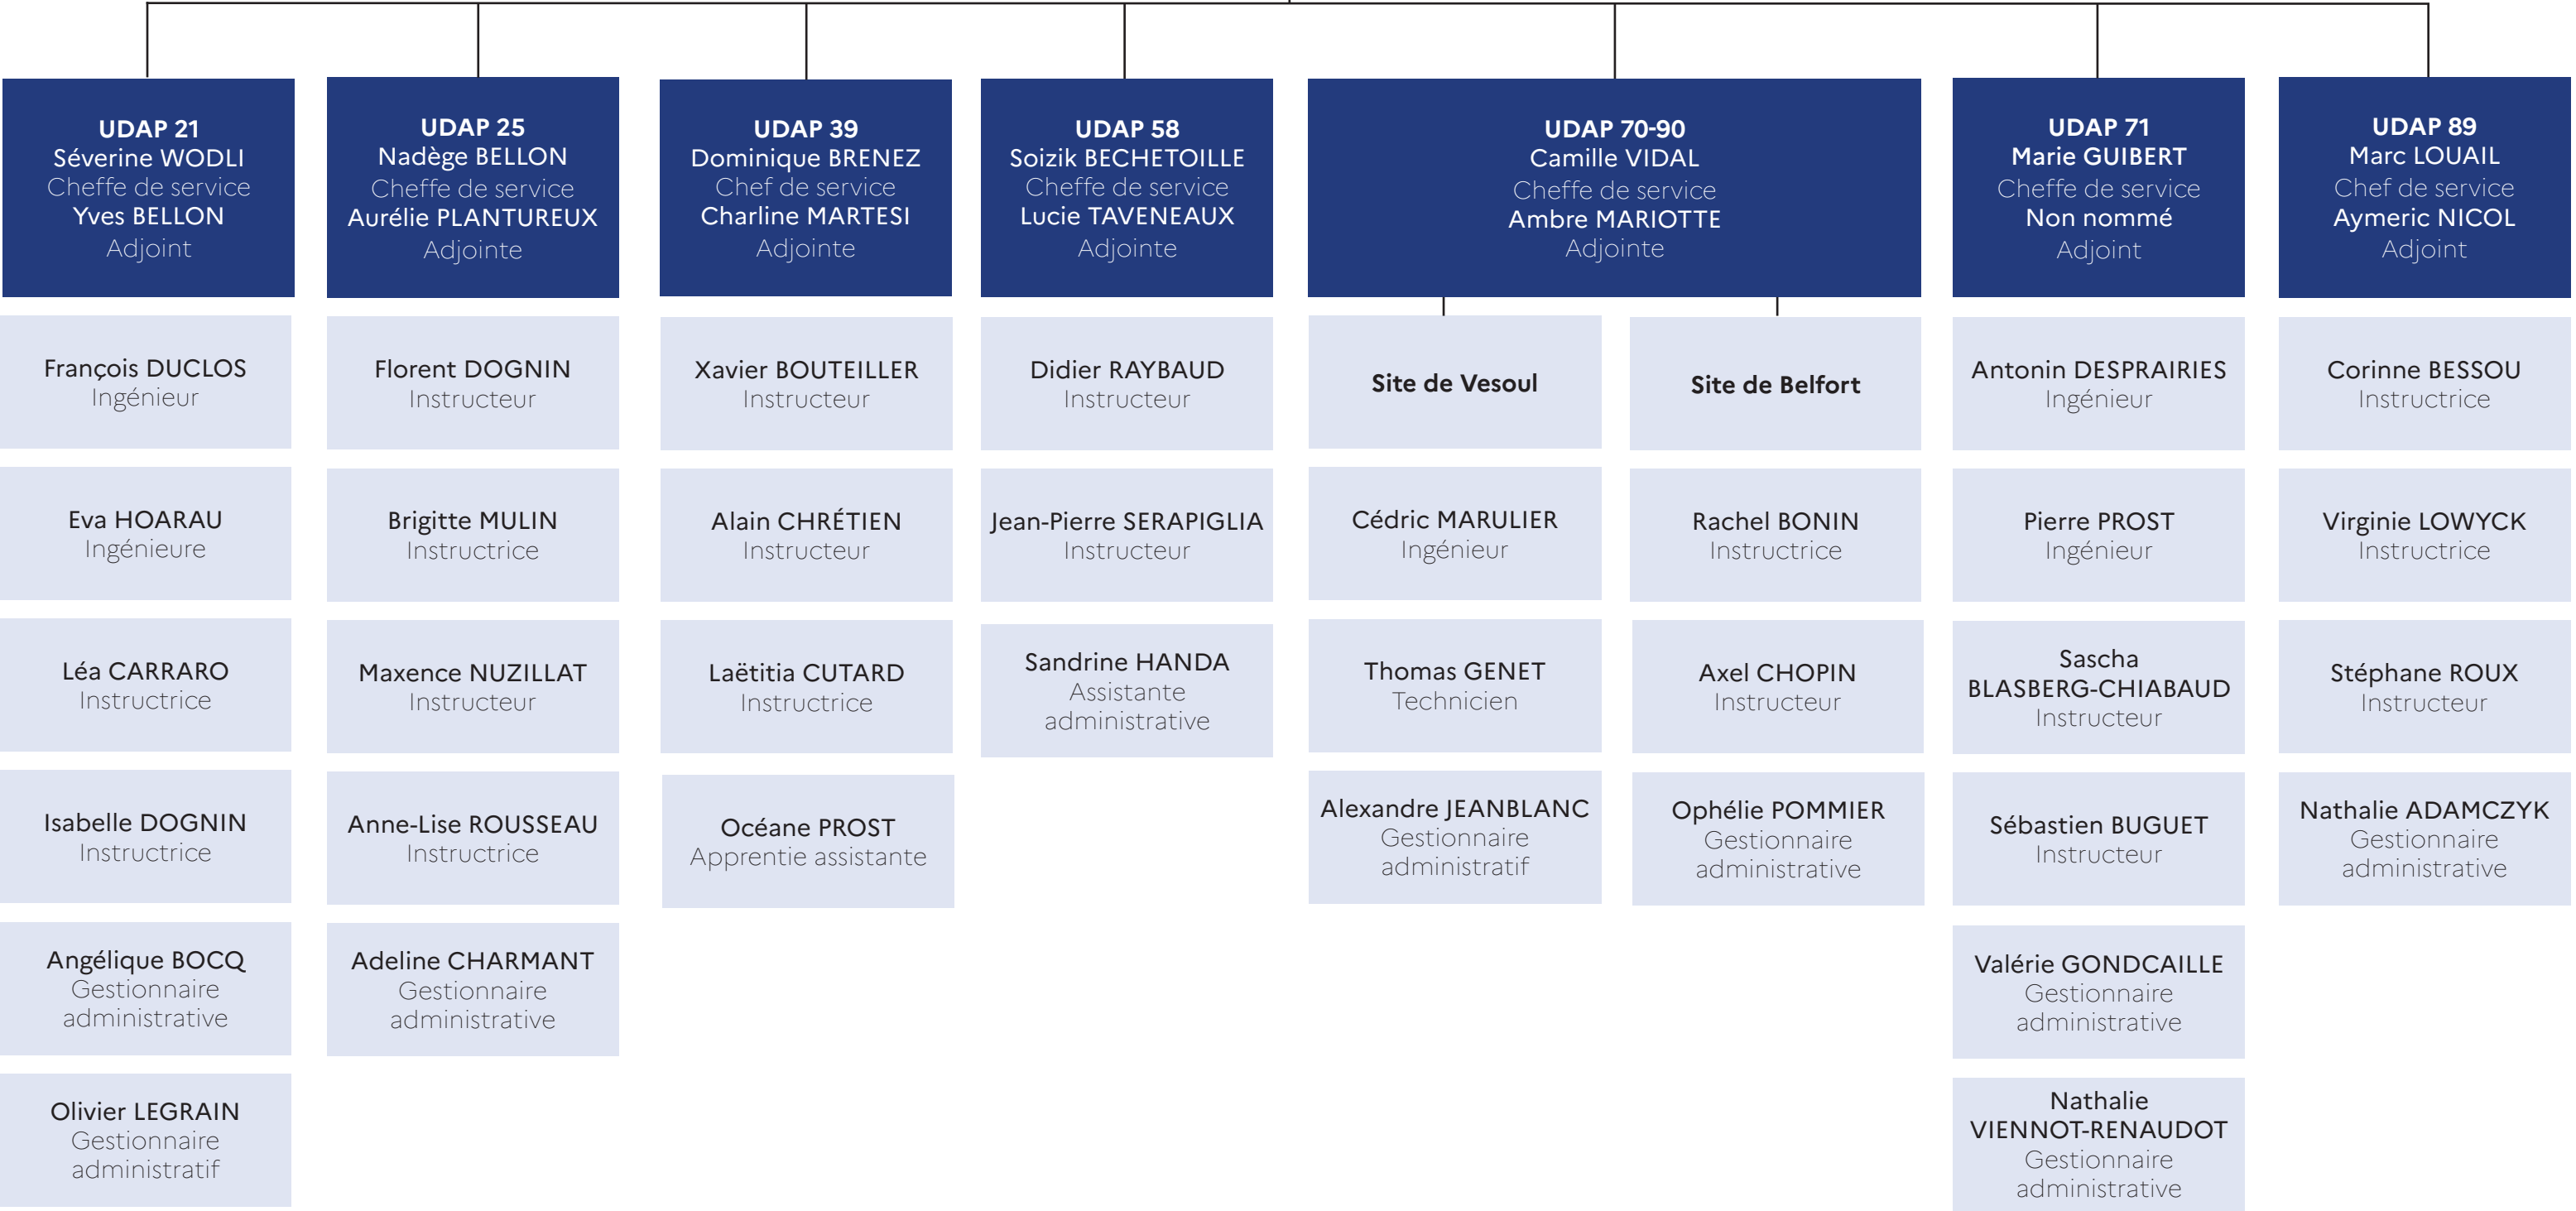 UDAP 21
Séverine WODLI
Cheffe de service
Yves BELLON
Adjoint
François DUCLOS
Ingénieur
Eva HOARAU
Ingénieure
Léa CARRARO
Instructrice
Isabelle DOGNIN
Instructrice
Angélique BOCQ
Gestionnaire
administrative
Olivier LEGRAIN
Gestionnaire
administratif
UDAP 25
Nadège BELLON
Cheffe de service
Aurélie PLANTUREUX
Adjointe
Florent DOGNIN
Instructeur
Brigitte MULIN
Instructrice
Maxence NUZILLAT
Instructeur
Anne-Lise ROUSSEAU
Instructrice
Adeline CHARMANT
Gestionnaire
administrative
UDAP 39
Dominique BRENEZ
Chef de service
Charline MARTESI
Adjointe
Xavier BOUTEILLER
Instructeur
Alain CHRÉTIEN
Instructeur
Laëtitia CUTARD
Instructrice
Océane PROST
Apprentie assistante
UDAP 58
Soizik BECHETOILLE
Cheffe de service
Lucie TAVENEAUX
Adjointe
Didier RAYBAUD
Instructeur
Jean-Pierre SERAPIGLIA
Instructeur
Sandrine HANDA
Assistante
administrative
UDAP 70-90
Camille VIDAL
Cheffe de service
Ambre MARIOTTE
Adjointe
Site de Vesoul
Cédric MARULIER
Ingénieur
Thomas GENET
Technicien
Alexandre JEANBLANC
Gestionnaire
administratif
Site de Belfort
Rachel BONIN
Instructrice
Axel CHOPIN
Instructeur
Ophélie POMMIER
Gestionnaire
administrative
UDAP 71
Marie GUIBERT
Cheffe de service
Non nommé
Adjoint
Antonin DESPRAIRIES
Ingénieur
Pierre PROST
Ingénieur
Sascha
BLASBERG-CHIABAUD
Instructeur
Sébastien BUGUET
Instructeur
Valérie GONDCAILLE
Gestionnaire
administrative
Nathalie
VIENNOT-RENAUDOT
Gestionnaire
administrative
UDAP 89
Marc LOUAIL
Chef de service
Aymeric NICOL
Adjoint
Corinne BESSOU
Instructrice
Virginie LOWYCK
Instructrice
Stéphane ROUX
Instructeur
Nathalie ADAMCZYK
Gestionnaire
administrative